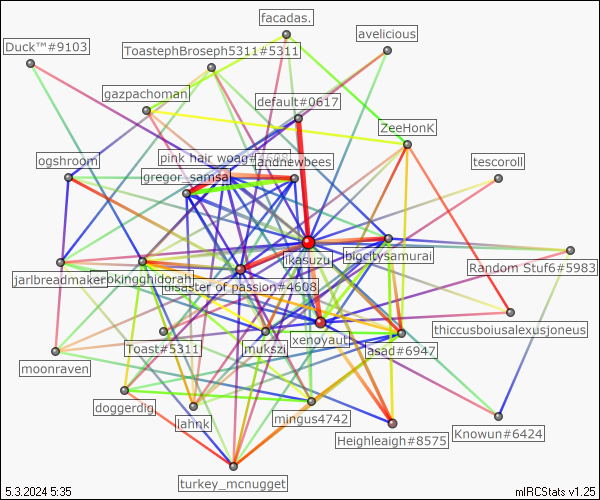 facadas.
avelicious
Duck™#9103
ToastephBroseph5311#5311
gazpachoman
default#0617
ZeeHonK
ogshroom
pink hair woag#
andnewbees
tescoroll
gregor_samsa
ikasuzu
bigcitysamurai
Random Stuf6#5983
jarlbreadmaker
okingghidorah
disaster of passion#4608
thiccusboiusalexusjoneus
Toast#5311
mukszi
xenoyaut
asad#6947
moonraven
doggerdig
lahnk
mingus4742
Heighleaigh#8575
Knowun#6424
turkey_mcnugget
5.3.2024 5:35
mIRCStats v1.25